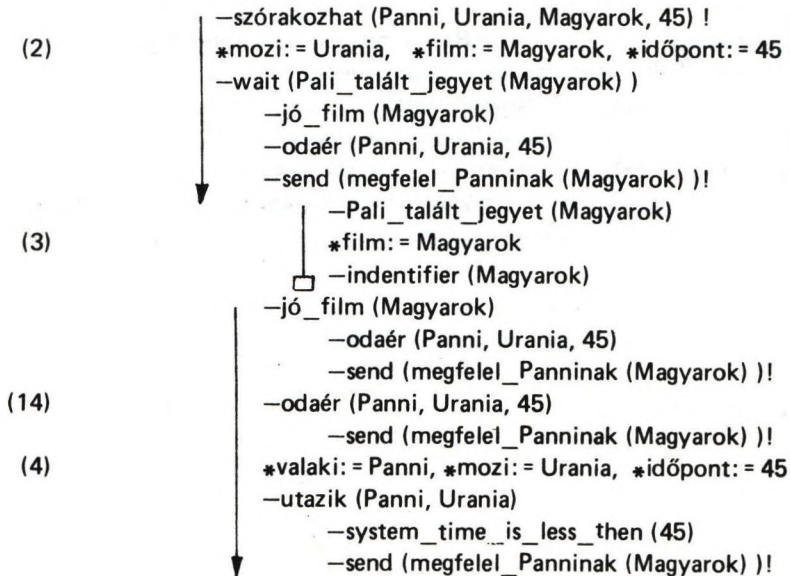 —szórakozhat (Panni, Urania, Magyarok, 45) !
(2) *mozi: = Urania, *film: = Magyarok, *időpont: = 45
—wait (Pali_talált_jegyet (Magyarok) )
—jó_film (Magyarok)
—odaér (Panni, Urania, 45)
—send (megfelel_Panninak (Magyarok) )!
—Pali_talált_jegyet (Magyarok)
(3) *film: = Magyarok
—indentifier (Magyarok)
—jó_film (Magyarok)
—odaér (Panni, Urania, 45)
—send (megfelel_Panninak (Magyarok) )!
(14) —odaér (Panni, Urania, 45)
—send (megfelel_Panninak (Magyarok) )!
(4) *valaki: = Panni, *mozi: = Urania, *időpont: = 45
—utazik (Panni, Urania)
—system_time_is_less_then (45)
—send (megfelel_Panninak (Magyarok) )!